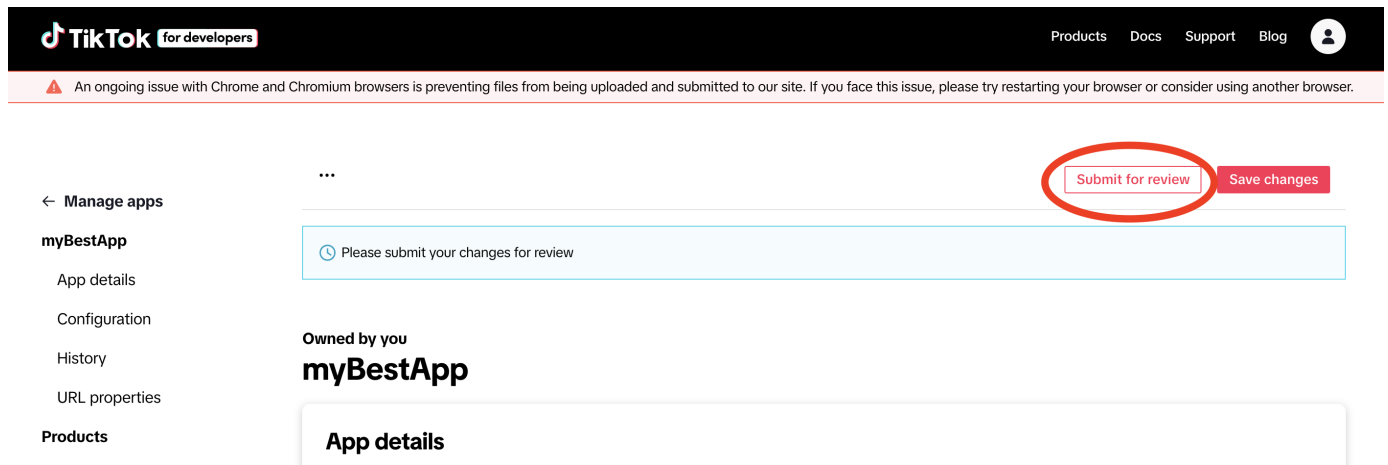 TikTok for developers
Products Docs Support Blog
An ongoing issue with Chrome and Chromium browsers is preventing files from being uploaded and submitted to our site. If you face this issue, please try restarting your browser or consider using another browser.
...
Submit for review Save changes
← Manage apps
myBestApp
Please submit your changes for review
App details
Configuration
Owned by you
History
myBestApp
URL properties
Products
App details